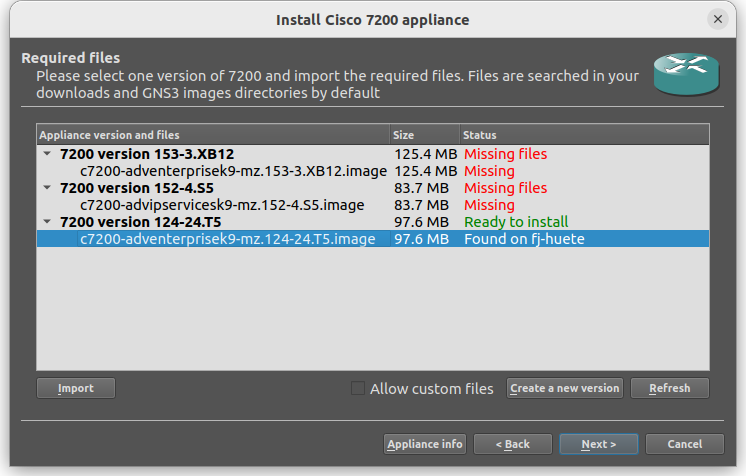 Install Cisco 7200 appliance
Required files
Please select one version of 7200 and import the required files. Files are searched in your
downloads and GNS3 images directories by default
Appliance version and files Size Status
7200 version 153-3.XB12 125.4 MB Missing files
c7200-adventerprisek9-mz.153-3.XB12.image 125.4 MB Missing
7200 version 152-4.S5 83.7 MB Missing files
c7200-advipservicesk9-mz.152-4.S5.image 83.7 MB Missing
7200 version 124-24.T5 97.6 MB Ready to install
c7200-adventerprisek9-mz.124-24.T5.image 97.6 MB Found on fj-huete
Import Allow custom files Create a new version Refresh
Appliance info < Back Next > Cancel